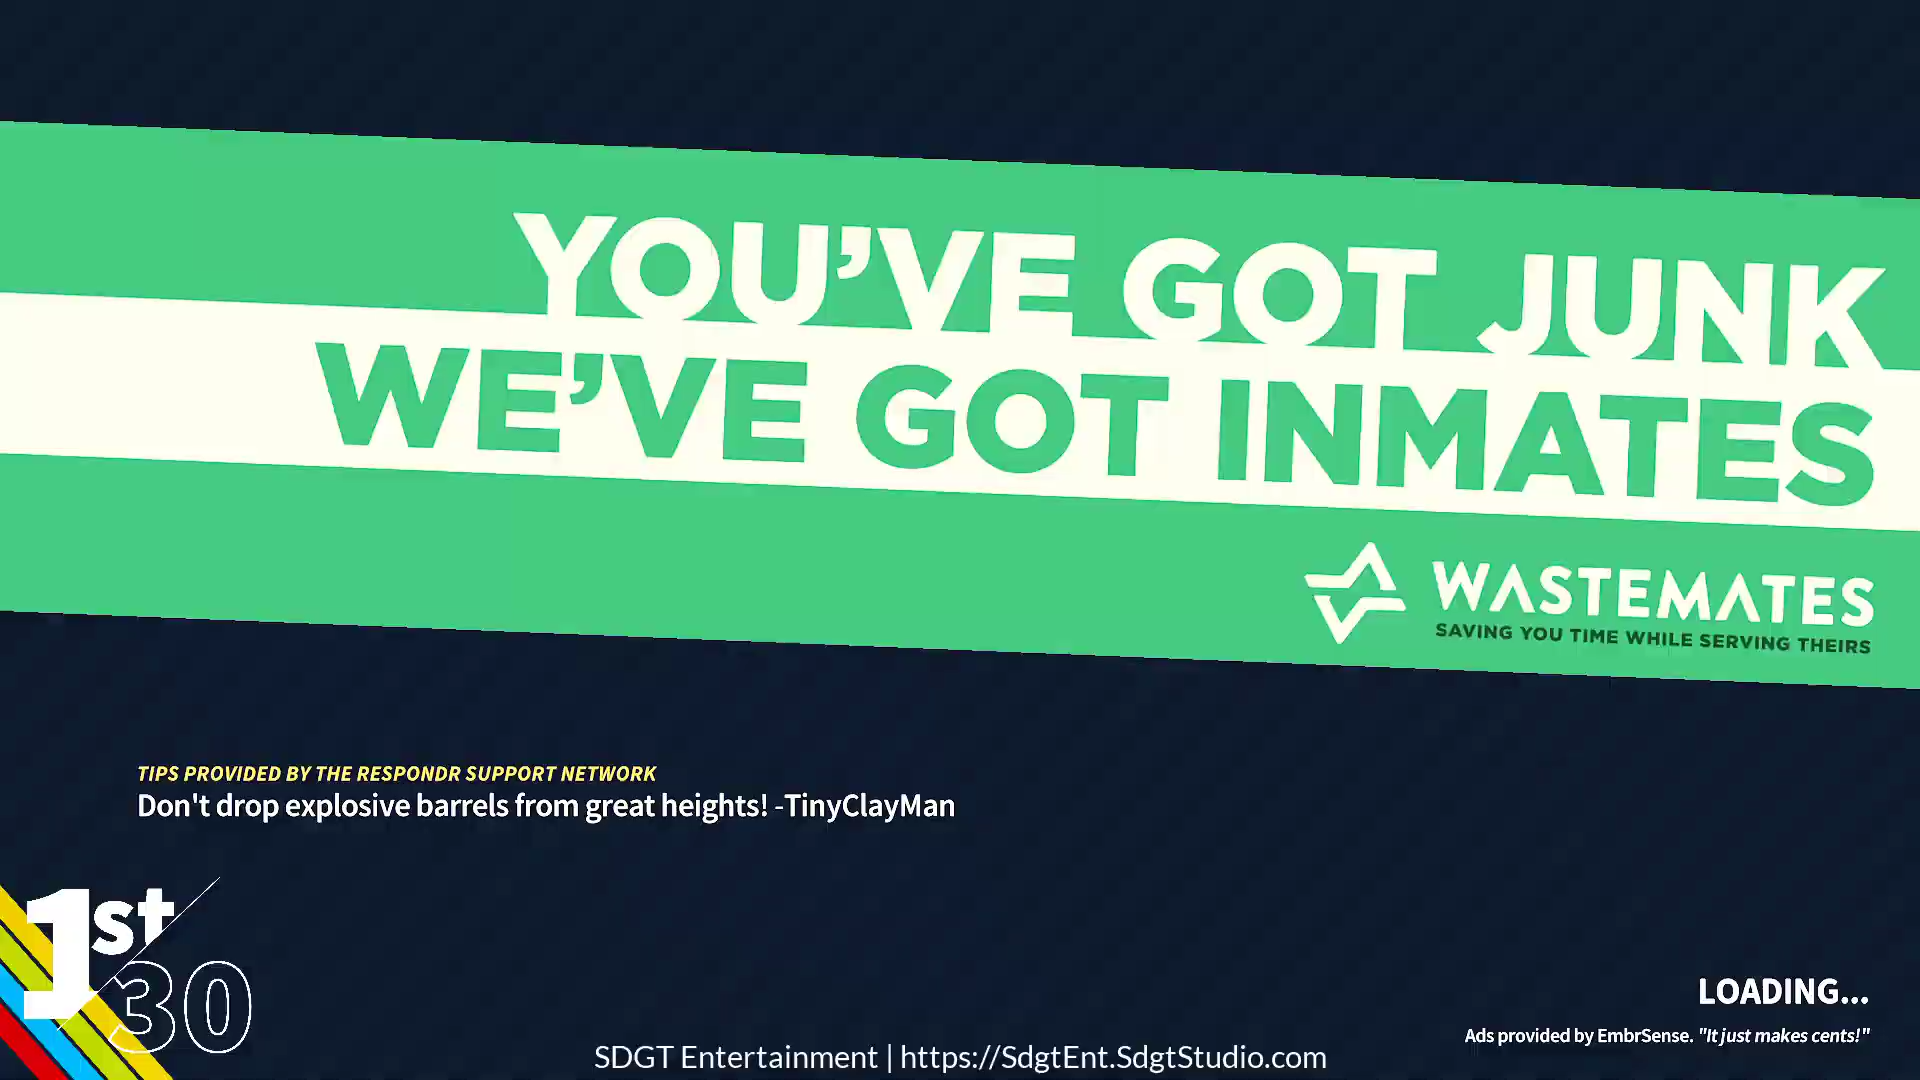 YOU'VE GOT JUNK
WE'VE GOT INMATES
WASTEMATES
SAVING YOU TIME WHILE SERVING THEIRS
TIPS PROVIDED BY THE RESPONDR SUPPORT NETWORK
Don't drop explosive barrels from great heights! -TinyClayMan
1st
30
LOADING...
Ads provided by EmbrSense. "It just makes cents!"
SDGT Entertainment | https://SdgtEnt.SdgtStudio.com